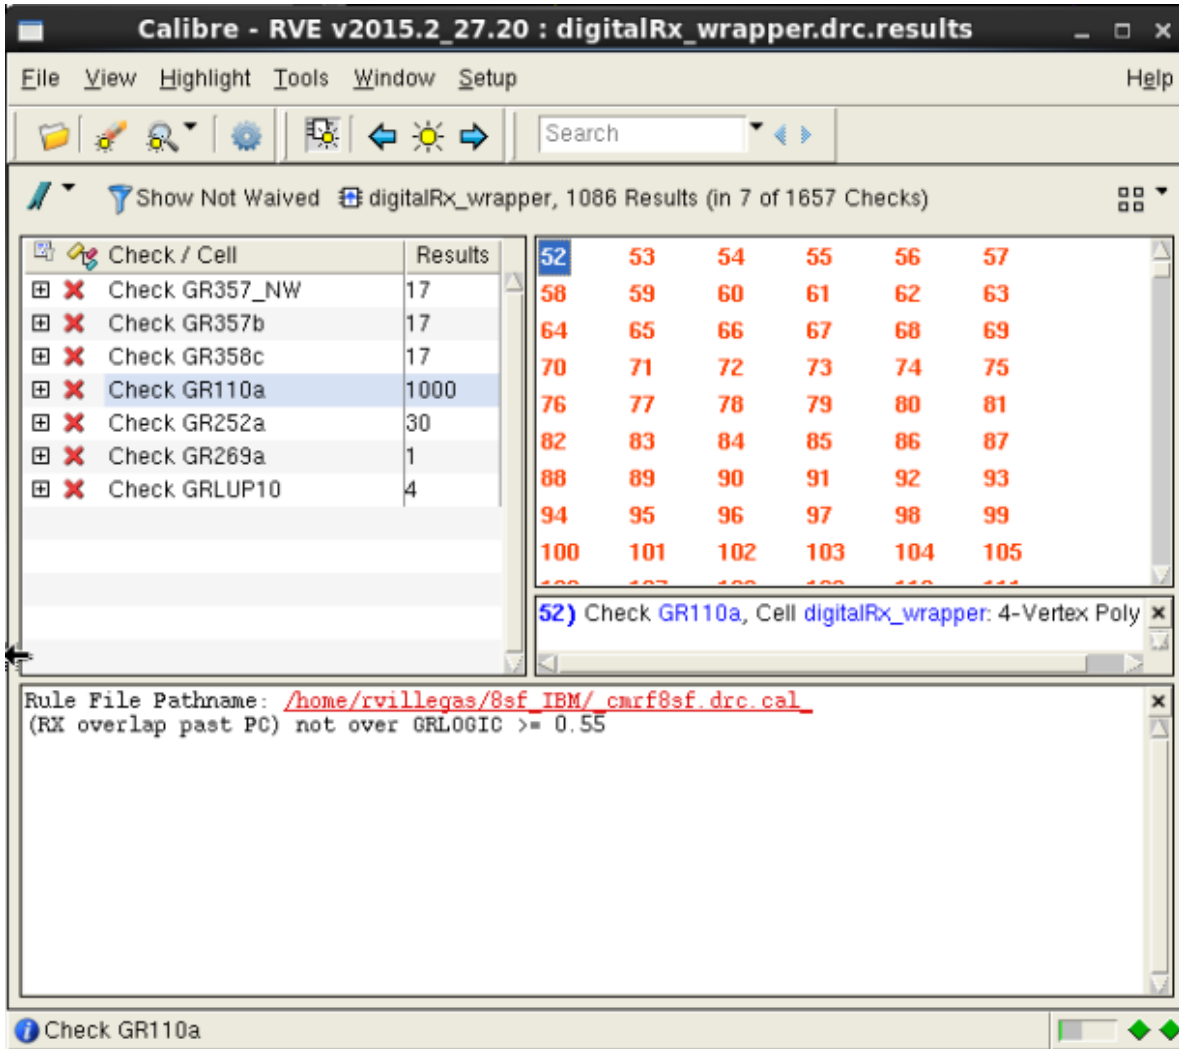 Calibre - RVE v2015.2_27.20 : digitalRx_wrapper.drc.results
File View Highlight Tools Window Setup Help
Search
Show Not Waived digitalRx_wrapper, 1086 Results (in 7 of 1657 Checks)
Check / Cell Results
Check GR357_NW 17
Check GR357b 17
Check GR358c 17
Check GR110a 1000
Check GR252a 30
Check GR269a 1
Check GRLUP10 4
52 53 54 55 56 57
58 59 60 61 62 63
64 65 66 67 68 69
70 71 72 73 74 75
76 77 78 79 80 81
82 83 84 85 86 87
88 89 90 91 92 93
94 95 96 97 98 99
100 101 102 103 104 105
52) Check GR110a, Cell digitalRx_wrapper: 4-Vertex Poly
Rule File Pathname: /home/rvillegas/8sf_IBM/_cmrf8sf.drc.cal_
(RX overlap past PC) not over GRLOGIC >= 0.55
Check GR110a